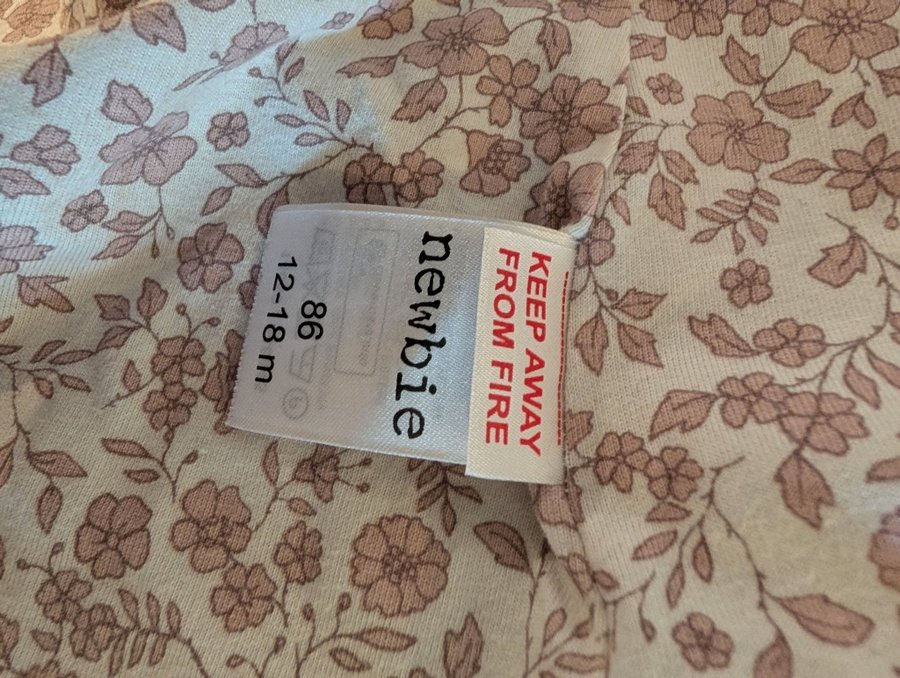 KEEP AWAY
FROM FIRE
newbie
86
12-18 m